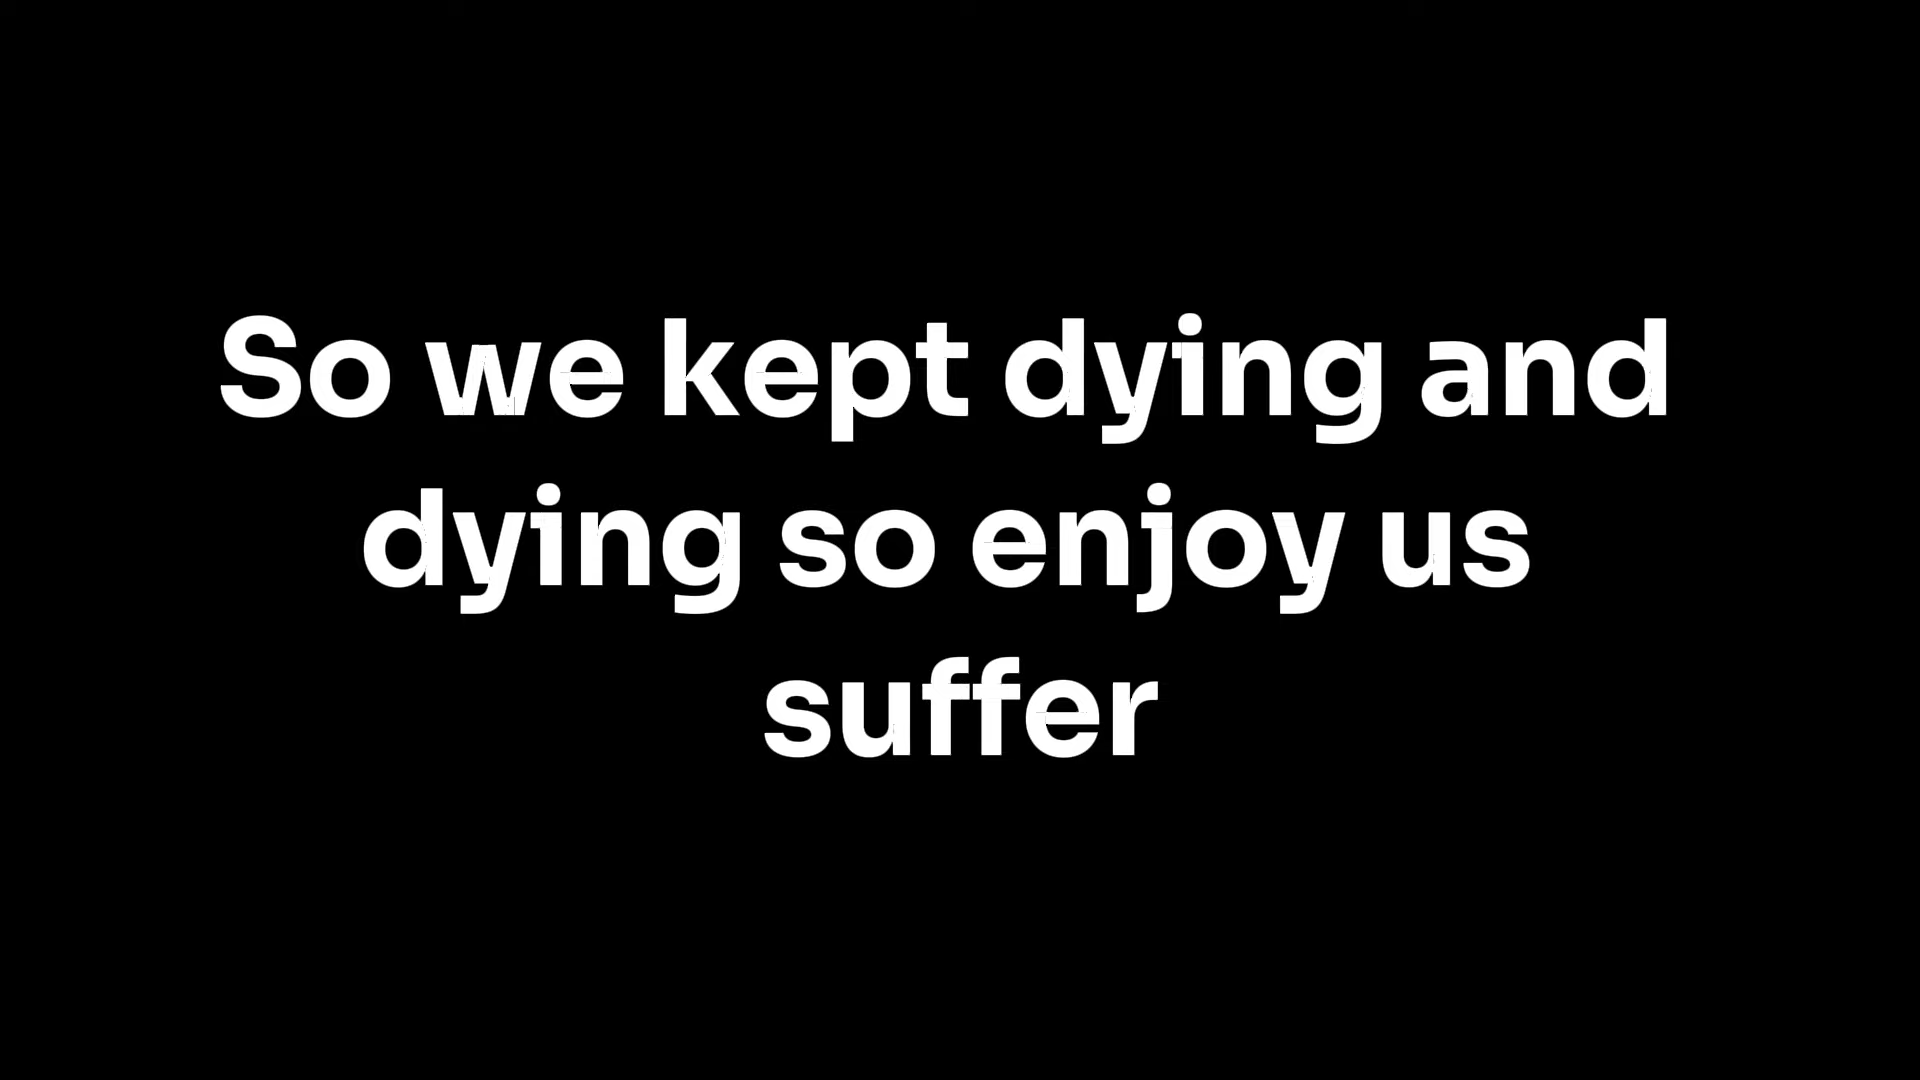 So we kept dying and
dying so enjoy us
suffer